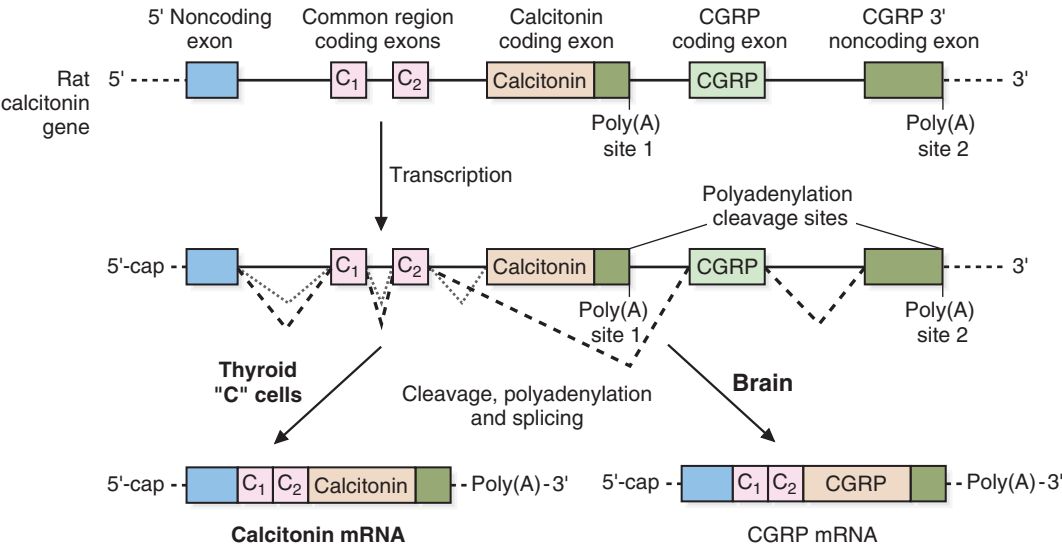 5' Noncoding
exon
Common region
coding exons
Calcitonin
coding exon
CGRP
coding exon
CGRP 3'
noncoding exon
Rat
calcitonin
gene
5'
C1
C2
Calcitonin
CGRP
3'
Poly(A)
site 1
Poly(A)
site 2
Transcription
Polyadenylation
cleavage sites
5'-cap
C1
C2
Calcitonin
CGRP
3'
Poly(A)
site 1
Poly(A)
site 2
Thyroid
"C" cells
Cleavage, polyadenylation
and splicing
Brain
5'-cap
C1
C2
Calcitonin
Poly(A)-3'
5'-cap
C1
C2
CGRP
Poly(A)-3'
Calcitonin mRNA
CGRP mRNA